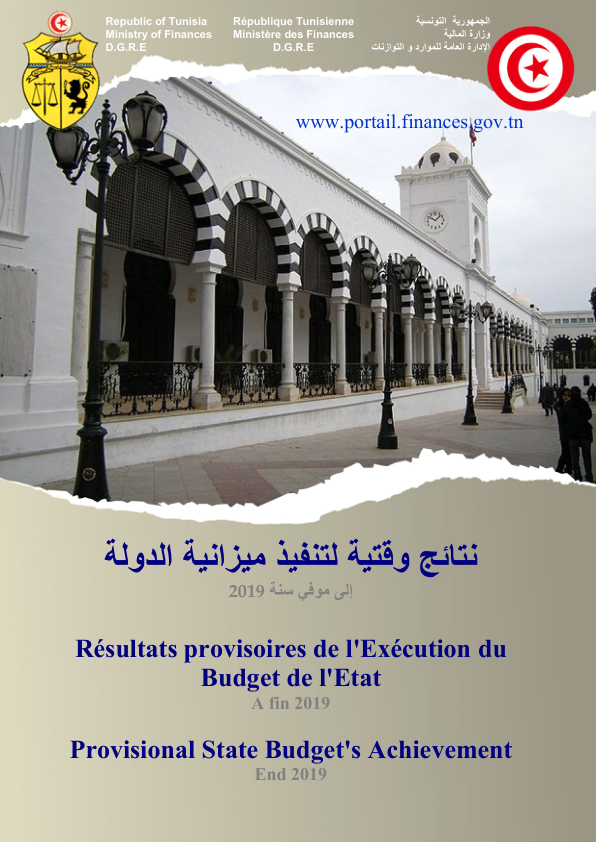 Republic of Tunisia
Ministry of Finances
D.G.R.E
République Tunisienne
Ministère des Finances
D.G.R.E
الجمهورية التونسية
وزارة المالية
الإدارة العامة للموارد و التوازنات
www.portail.finances.gov.tn
نتائج وقتية لتنفيذ ميزانية الدولة
إلى موفي سنة 2019
Résultats provisoires de l'Exécution du
Budget de l'Etat
A fin 2019
Provisional State Budget's Achievement
End 2019